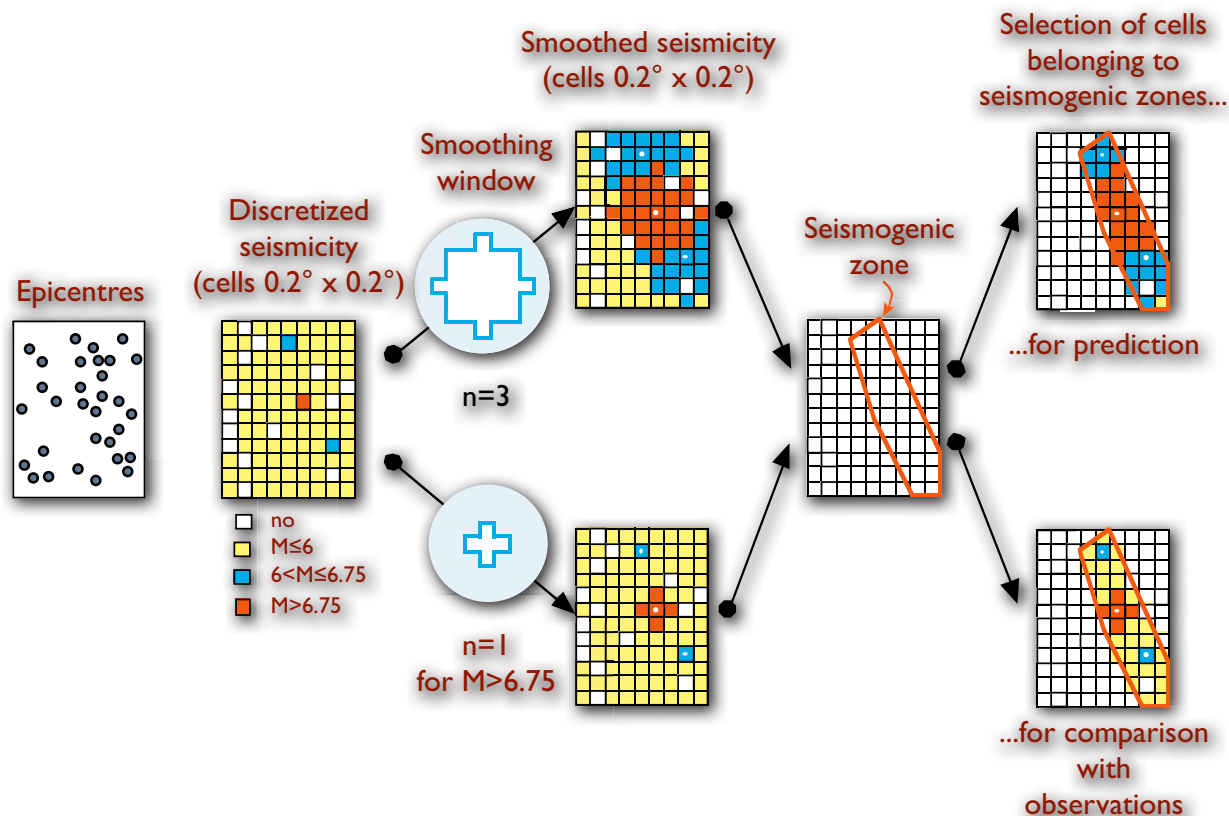 Epicentres
Discretized
seismicity
(cells 0.2° x 0.2°)
no
M≤6
6<M≤6.75
M>6.75
Smoothing
window
n=3
n=1
for M>6.75
Smoothed seismicity
(cells 0.2° x 0.2°)
Seismogenic
zone
Selection of cells
belonging to
seismogenic zones...
...for prediction
...for comparison
with
observations